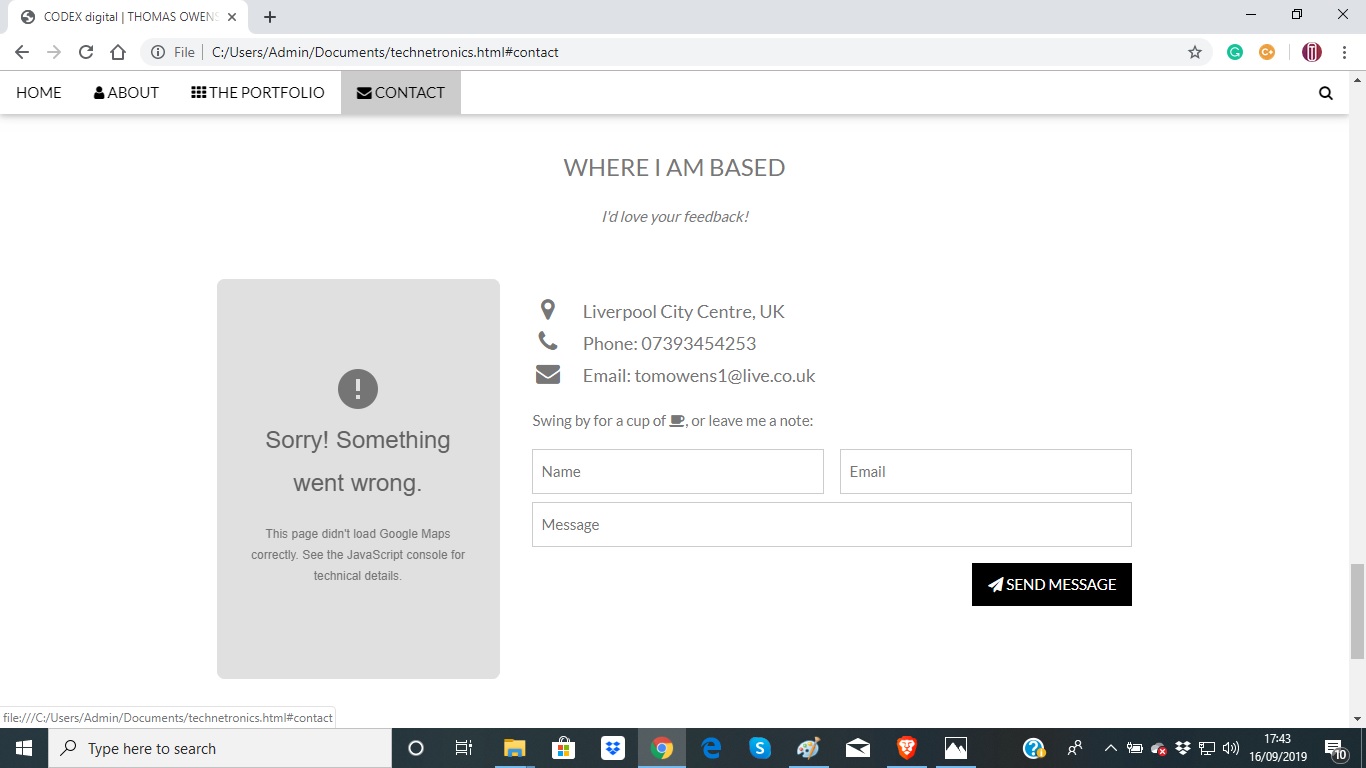 CODEX digital | THOMAS OWENS
File
C:/Users/Admin/Documents/technetronics.html#contact
HOME
ABOUT
THE PORTFOLIO
CONTACT
WHERE I AM BASED
I'd love your feedback!
Sorry! Something
went wrong.
This page didn't load Google Maps
correctly. See the JavaScript console for
technical details.
Liverpool City Centre, UK
Phone: 07393454253
Email: tomowens1@live.co.uk
Swing by for a cup of , or leave me a note:
Name
Email
Message
SEND MESSAGE
file:///C:/Users/Admin/Documents/technetronics.html#contact
Type here to search
17:43
16/09/2019
10